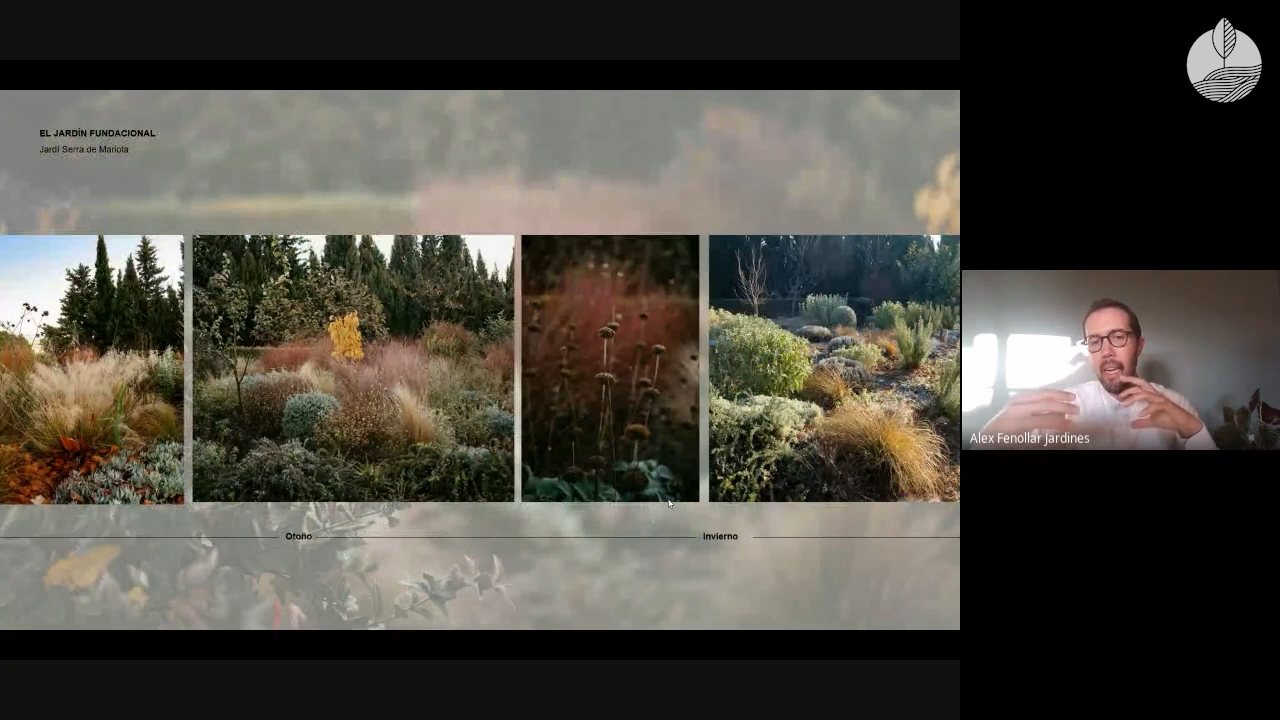 EL JARDÍN FUNDACIONAL
Jardí Serra de Mariola
Otoño
Invierno
Alex Fenollar Jardines